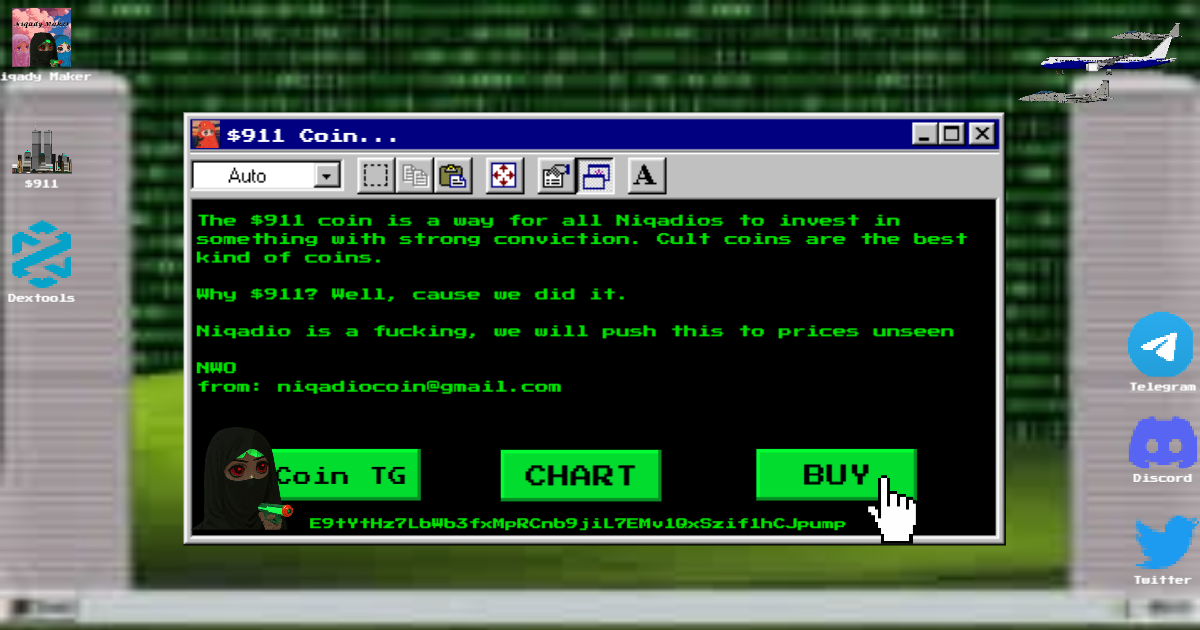 Niqady Maker
iqady Maker
$911
Dextools
$911 Coin...
Auto
A
The $911 coin is a way for all Niqadios to invest in
something with strong conviction. Cult coins are the best
kind of coins.
Why $911? Well, cause we did it.
Niqadio is a fucking, we will push this to prices unseen
NWO
from: niqadiocoin@gmail.com
Coin TG
CHART
BUY
E9tYtHz7LbWb3fxMpRCnb9jiL7EMv1QxSzif1hCJpump
Telegram
Discord
Twitter